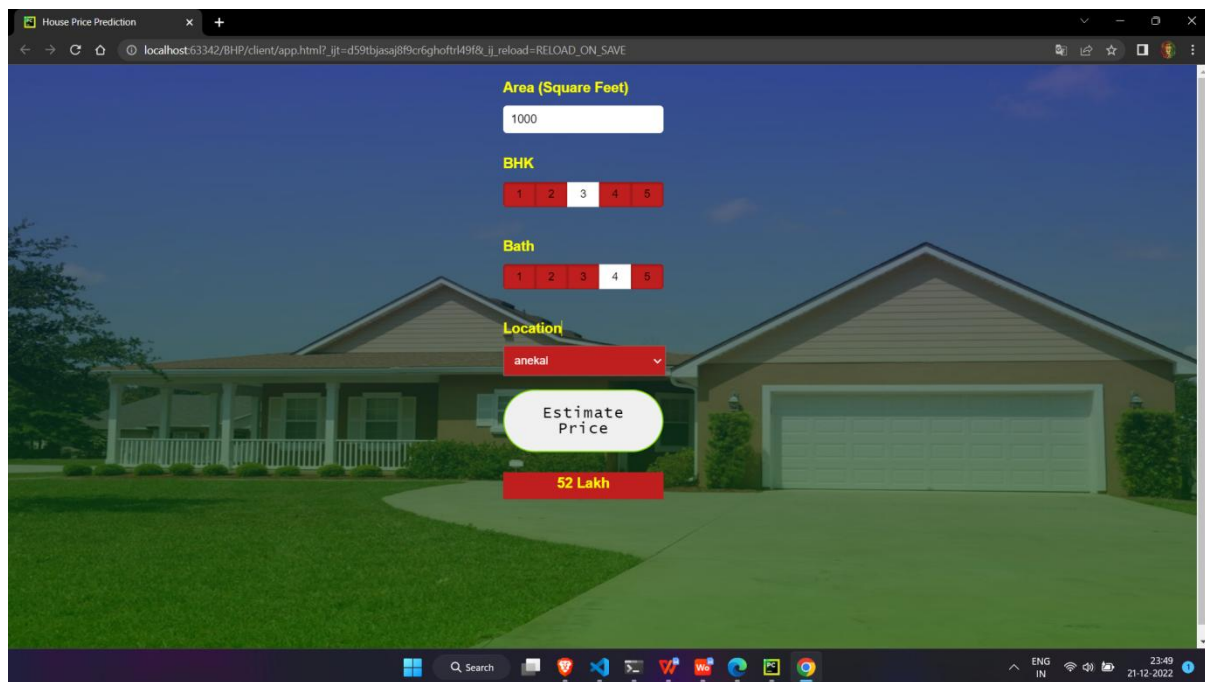 House Price Prediction
localhost:63342/BHP/client/app.html?_ijt=d59tbjasaj8f9cr6ghoftrl49f&_ij_reload=RELOAD_ON_SAVE
Area (Square Feet)
1000
BHK
1 2 3 4 5
Bath
1 2 3 4 5
Location
anekal
Estimate
Price
52 Lakh
Search
ENG
IN
23:49
21-12-2022
1